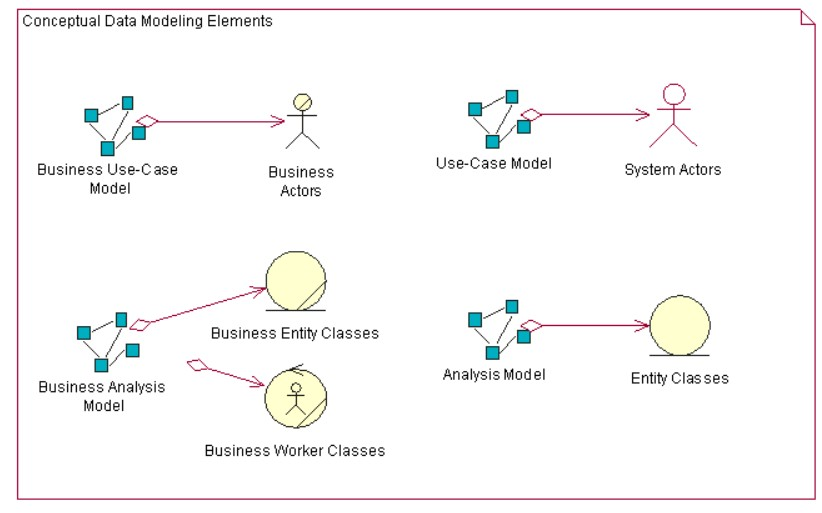 Conceptual Data Modeling Elements
Business Use-Case
Model
Business
Actors
Use-Case Model
System Actors
Business Entity Classes
Business Analysis
Model
Business Worker Classes
Analysis Model
Entity Classes